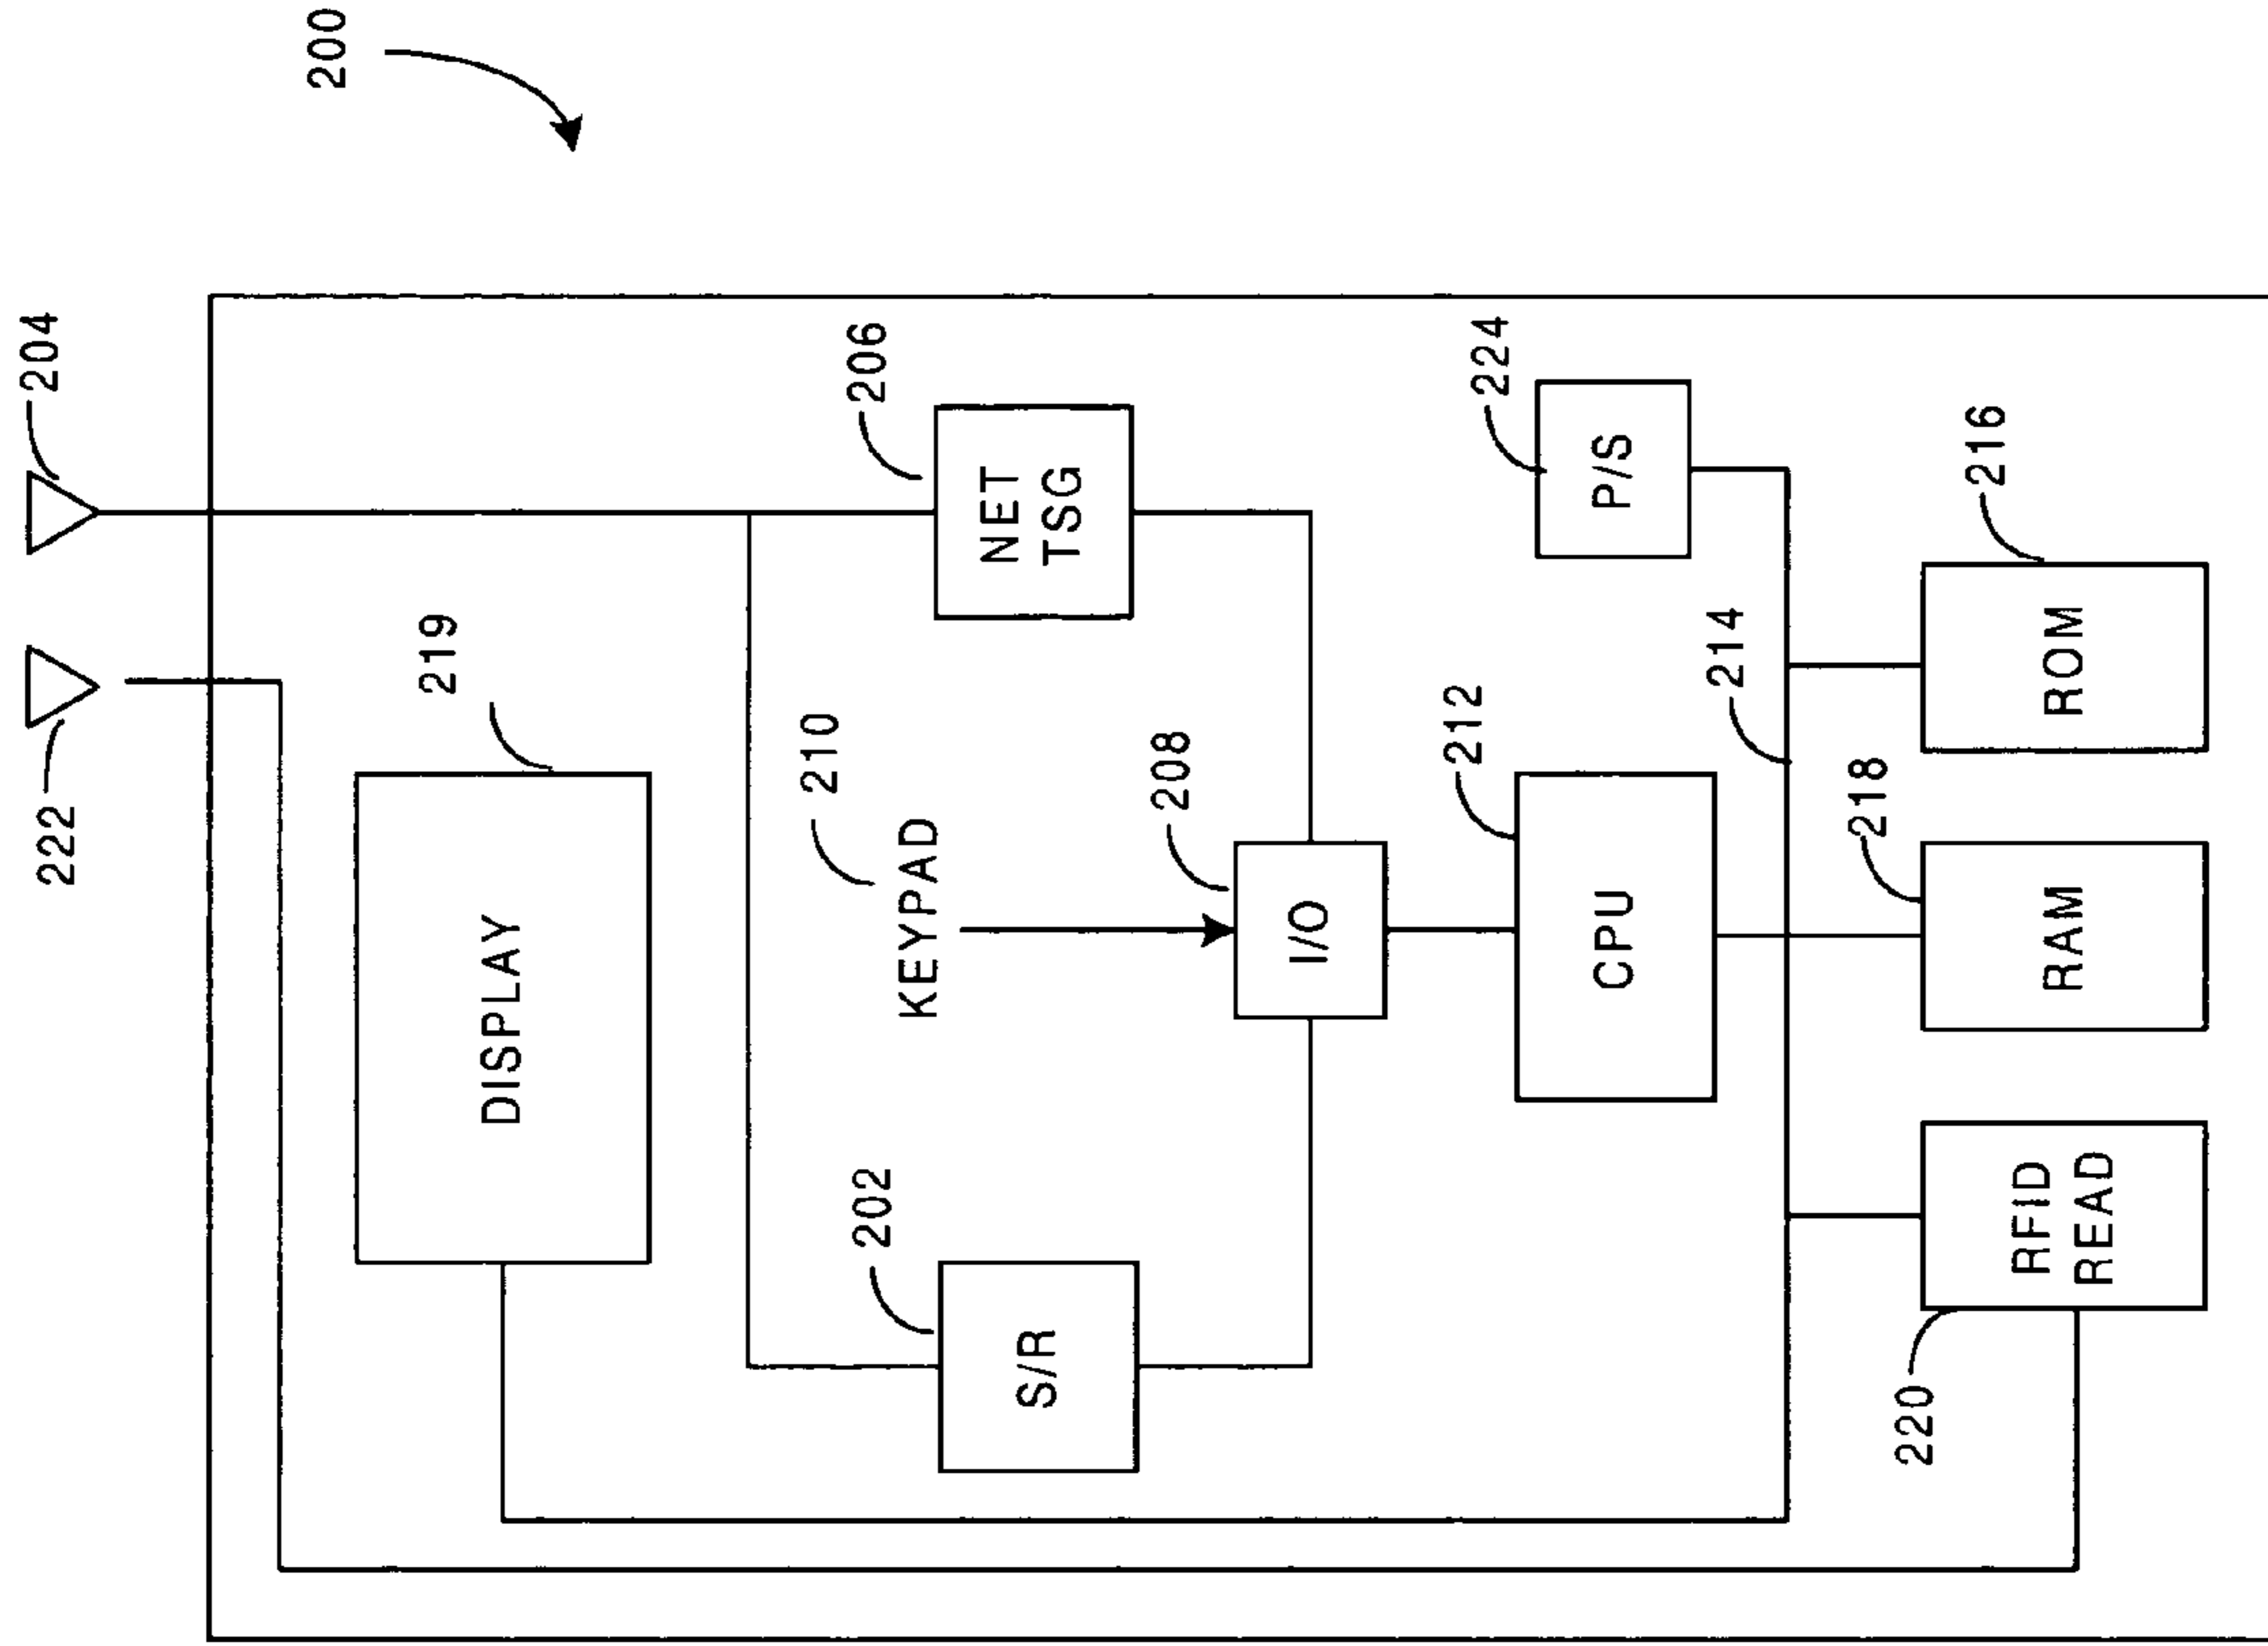 200
204
222
219
DISPLAY
206
NET
TSG
210
KEYPAD
202
S/R
208
I/O
212
CPU
224
P/S
214
216
ROM
218
RAM
220
RFID
READ